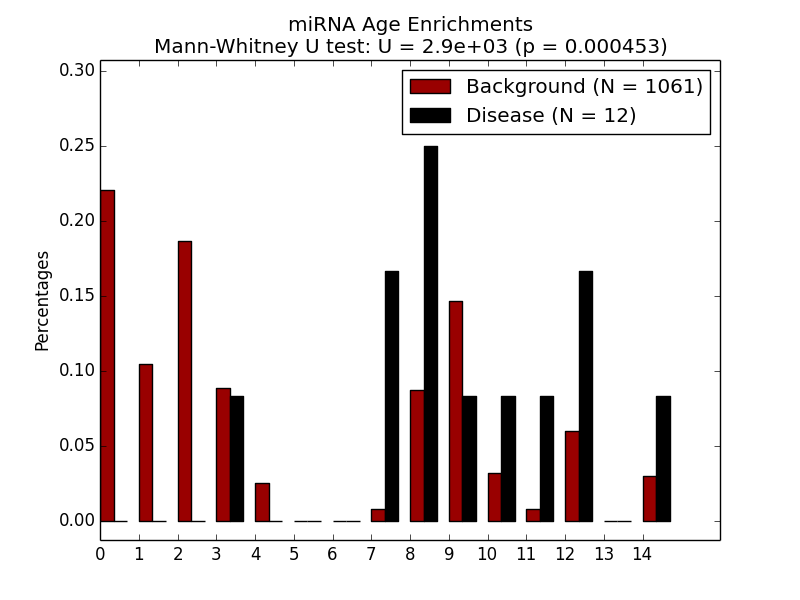 miRNA Age Enrichments
Mann-Whitney U test: U = 2.9e+03 (p = 0.000453)
Background (N = 1061)
Disease (N = 12)
Percentages
0.30
0.25
0.20
0.15
0.10
0.05
0.00
0 1 2 3 4 5 6 7 8 9 10 11 12 13 14